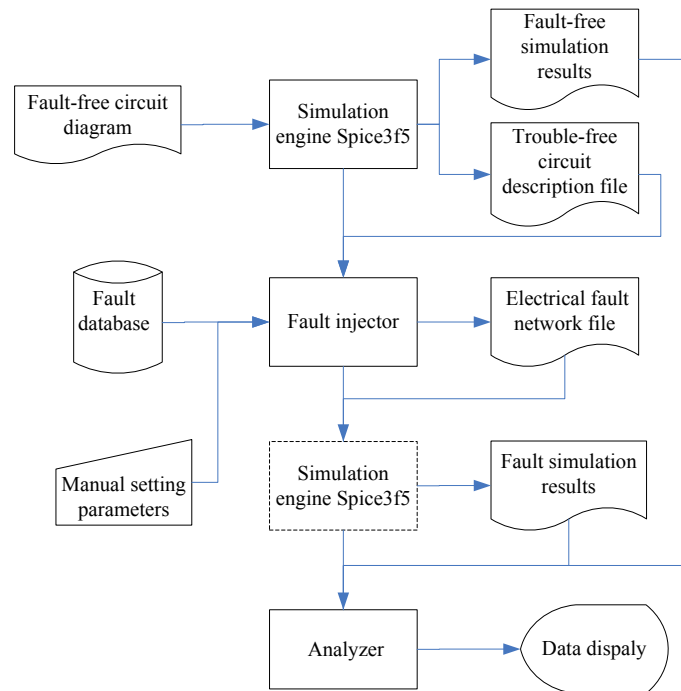 Fault-free circuit
diagram
Simulation
engine Spice3f5
Fault-free
simulation
results
Trouble-free
circuit
description file
Fault
database
Fault injector
Electrical fault
network file
Manual setting
parameters
Simulation
engine Spice3f5
Fault simulation
results
Analyzer
Data dispaly